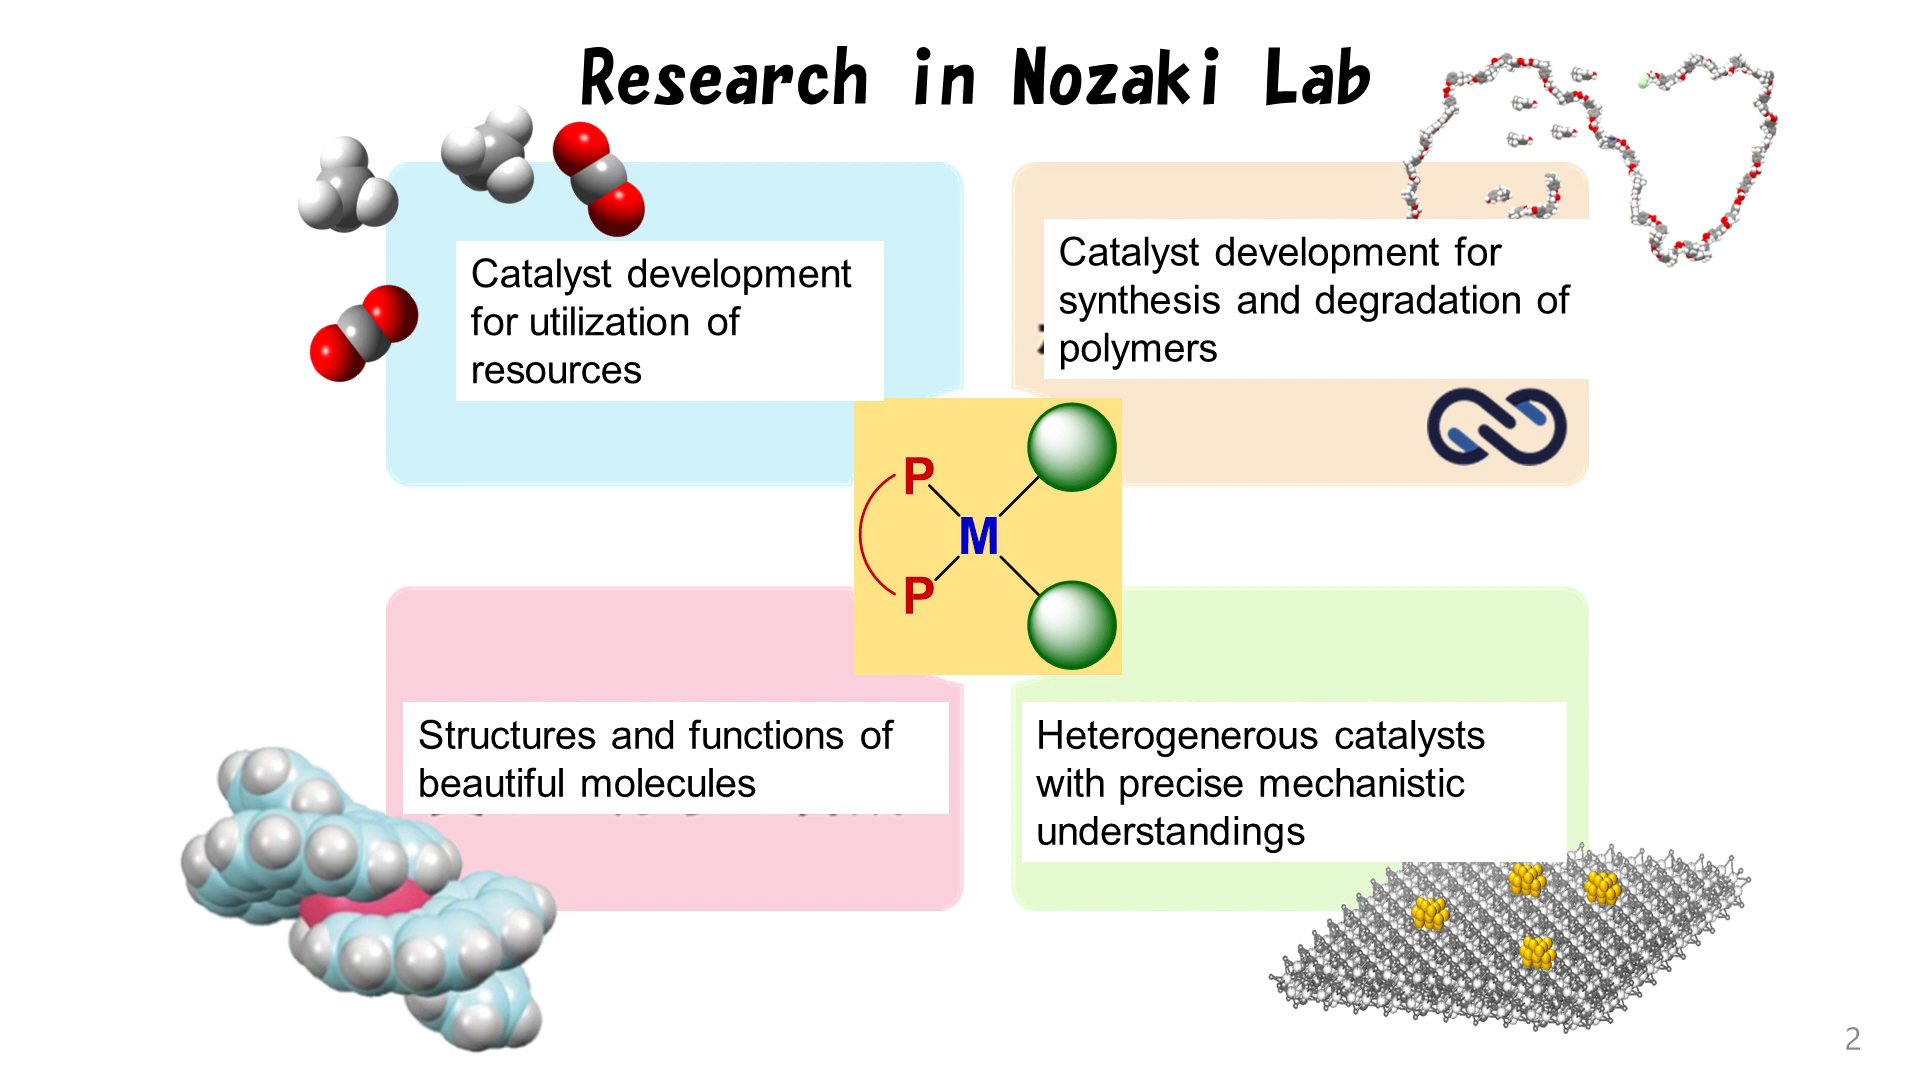 Research in Nozaki Lab
Catalyst development
for utilization of
resources
Catalyst development for
synthesis and degradation of
polymers
P
M
P
Structures and functions of
beautiful molecules
Heterogenerous catalysts
with precise mechanistic
understandings
2